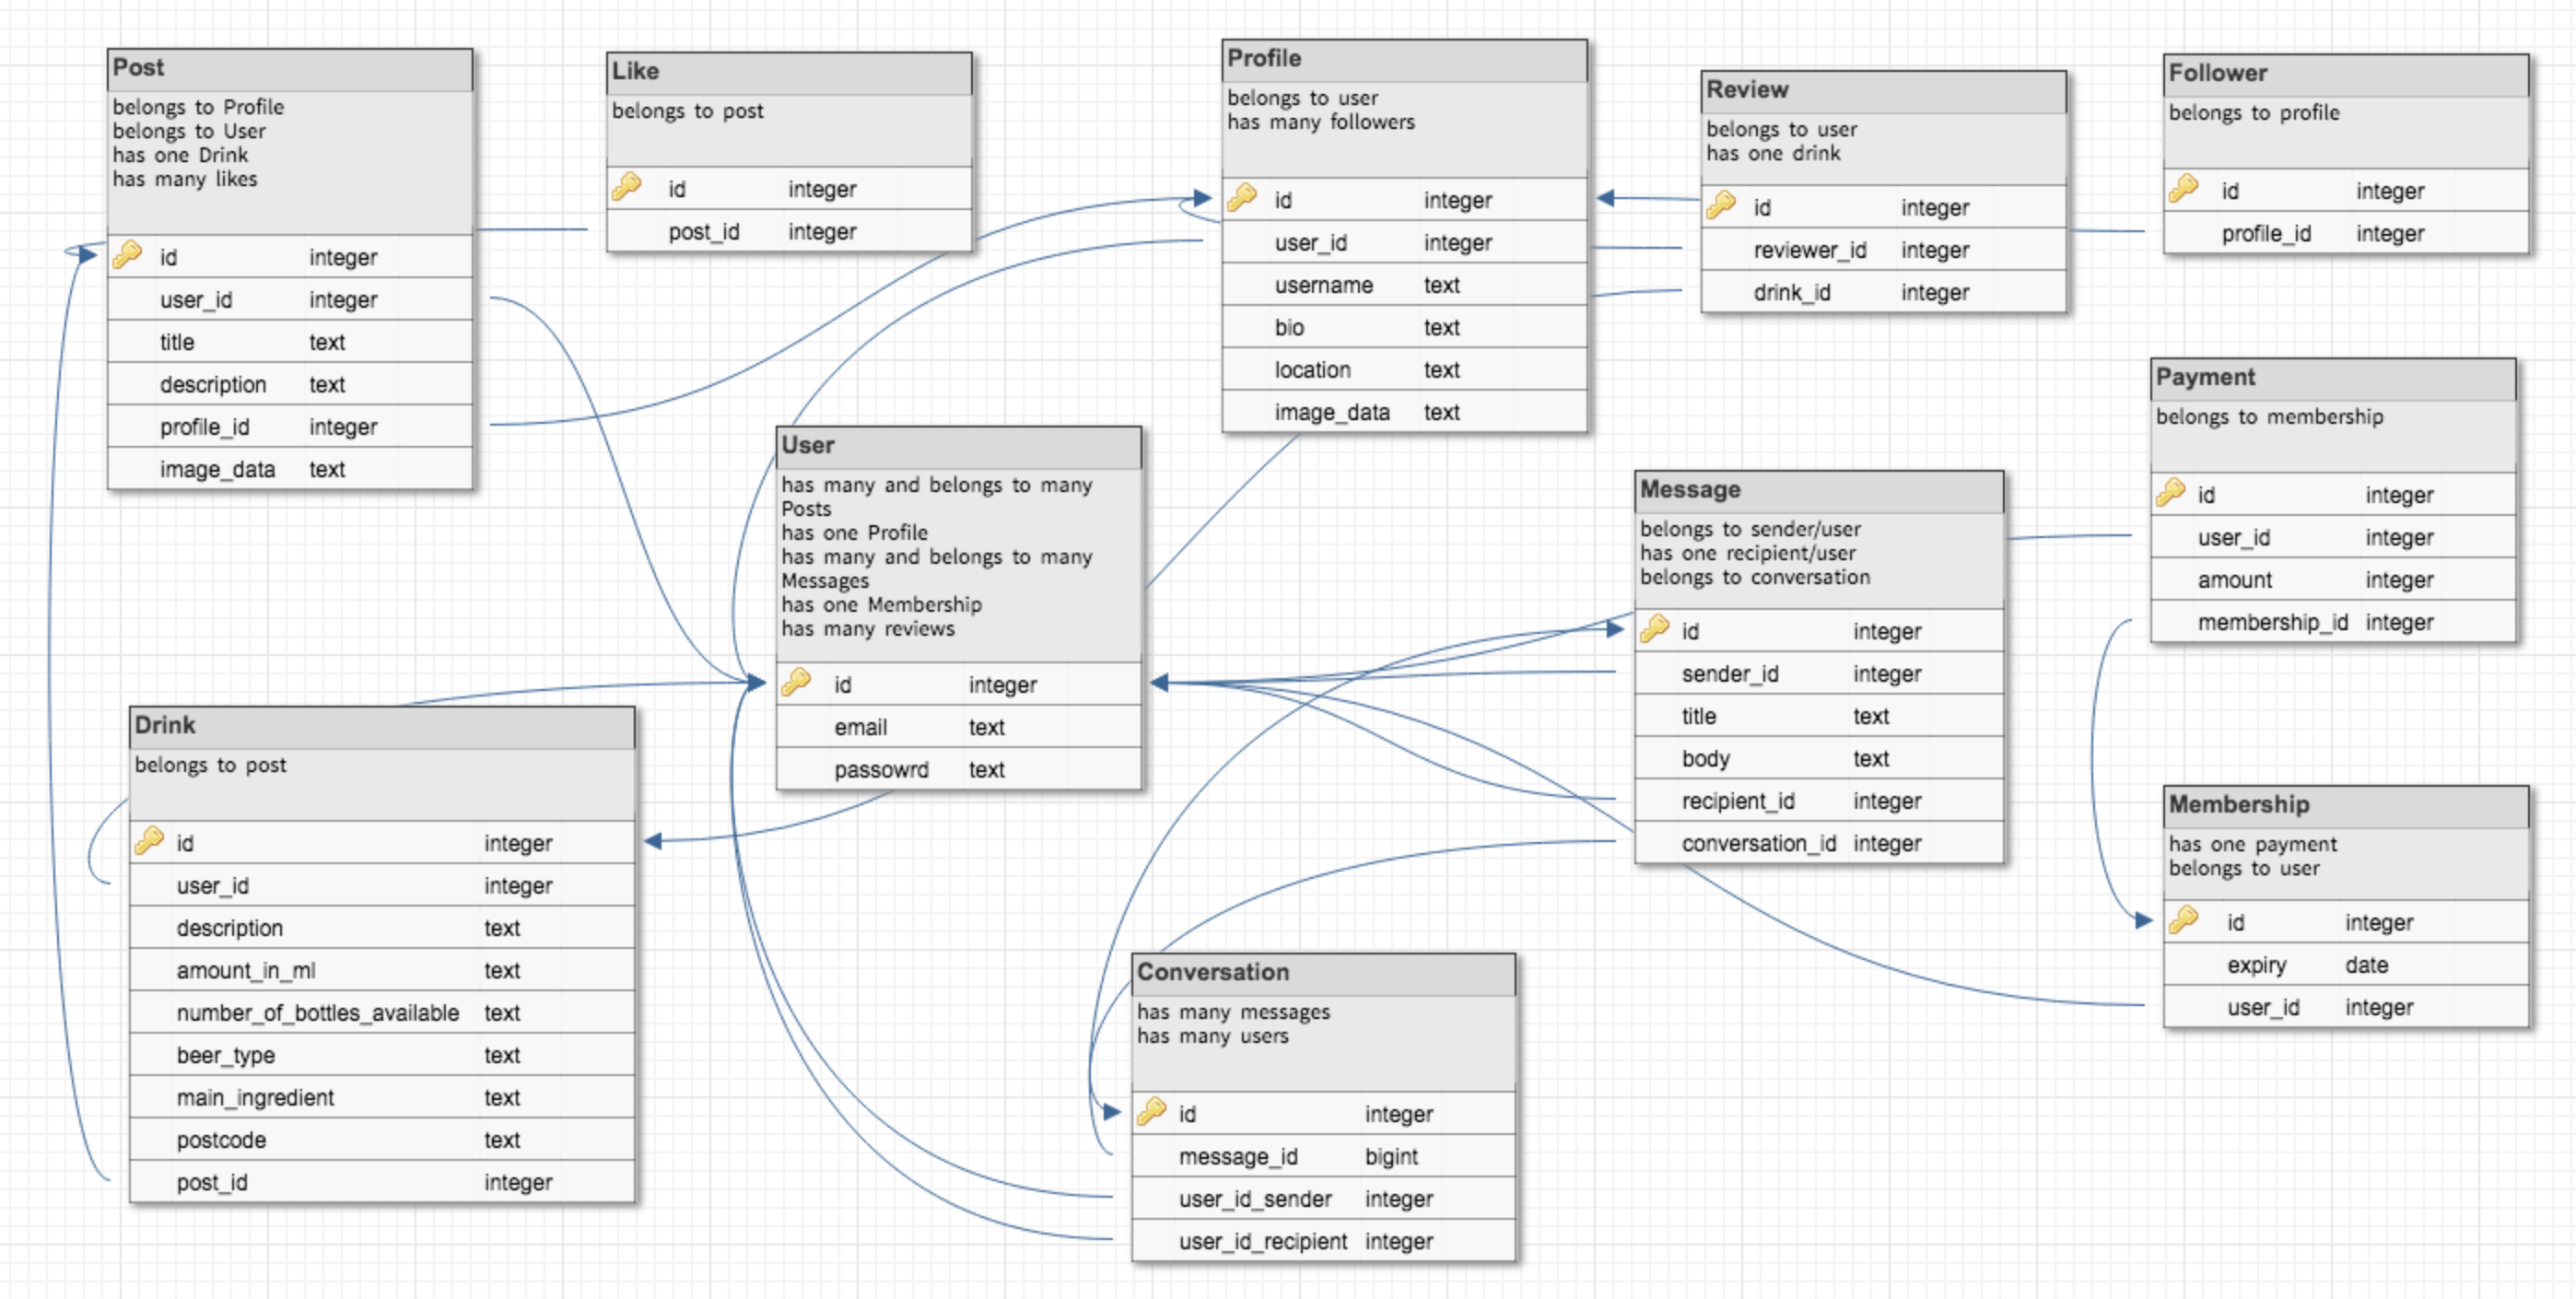 Post
belongs to Profile
belongs to User
has one Drink
has many likes
id integer
user_id integer
title text
description text
profile_id integer
image_data text
Like
belongs to post
id integer
post_id integer
Profile
belongs to user
has many followers
id integer
user_id integer
username text
bio text
location text
image_data text
Review
belongs to user
has one drink
id integer
reviewer_id integer
drink_id integer
Follower
belongs to profile
id integer
profile_id integer
Payment
belongs to membership
id integer
user_id integer
amount integer
membership_id integer
User
has many and belongs to many
Posts
has one Profile
has many and belongs to many
Messages
has one Membership
has many reviews
id integer
email text
passowrd text
Message
belongs to sender/user
has one recipient/user
belongs to conversation
id integer
sender_id integer
title text
body text
recipient_id integer
conversation_id integer
Drink
belongs to post
id integer
user_id integer
description text
amount_in_ml text
number_of_bottles_available text
beer_type text
main_ingredient text
postcode text
post_id integer
Membership
has one payment
belongs to user
id integer
expiry date
user_id integer
Conversation
has many messages
has many users
id integer
message_id bigint
user_id_sender integer
user_id_recipient integer